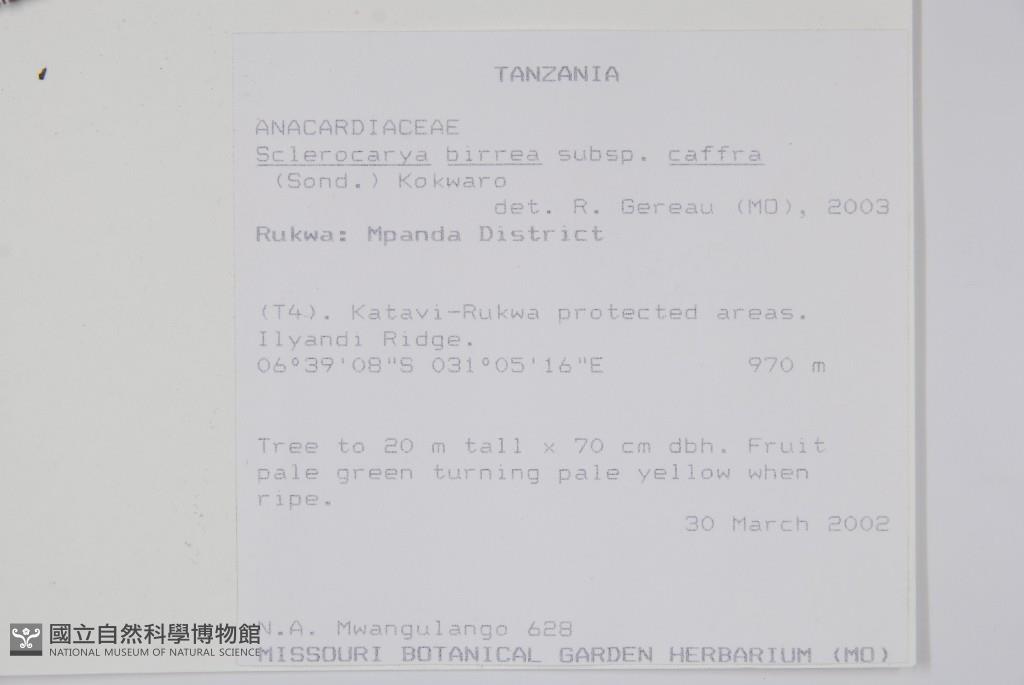 TANZANIA
ANACARDIACEAE
Sclerocarya birrea subsp. caffra
(Sond.) Kokwaro
det. R. Gereau (MO), 2003
Rukwa: Mpanda District
(T4). Katavi-Rukwa protected areas.
Ilyandi Ridge.
06°39'08"S 031°05'16"E 970 m
Tree to 20 m tall x 70 cm dbh. Fruit
pale green turning pale yellow when
ripe.
30 March 2002
N.A. Mwangulango 628
MISSOURI BOTANICAL GARDEN HERBARIUM (MO)
國立自然科學博物館
NATIONAL MUSEUM OF NATURAL SCIENCE